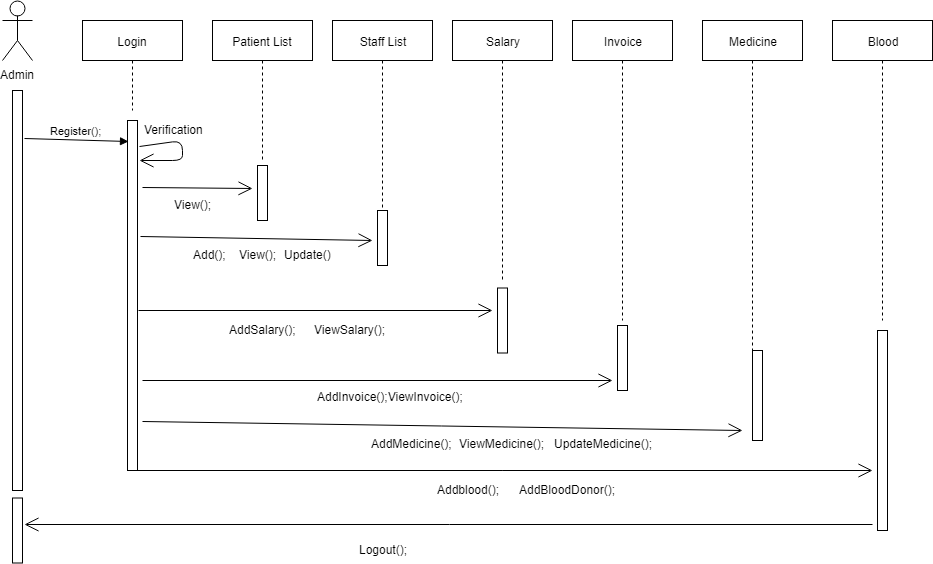 Login
Patient List
Staff List
Salary
Invoice
Medicine
Blood
Admin
Register();
Verification
View();
Add(); View(); Update()
AddSalary(); ViewSalary();
AddInvoice();ViewInvoice();
AddMedicine(); ViewMedicine(); UpdateMedicine();
Addblood(); AddBloodDonor();
Logout();